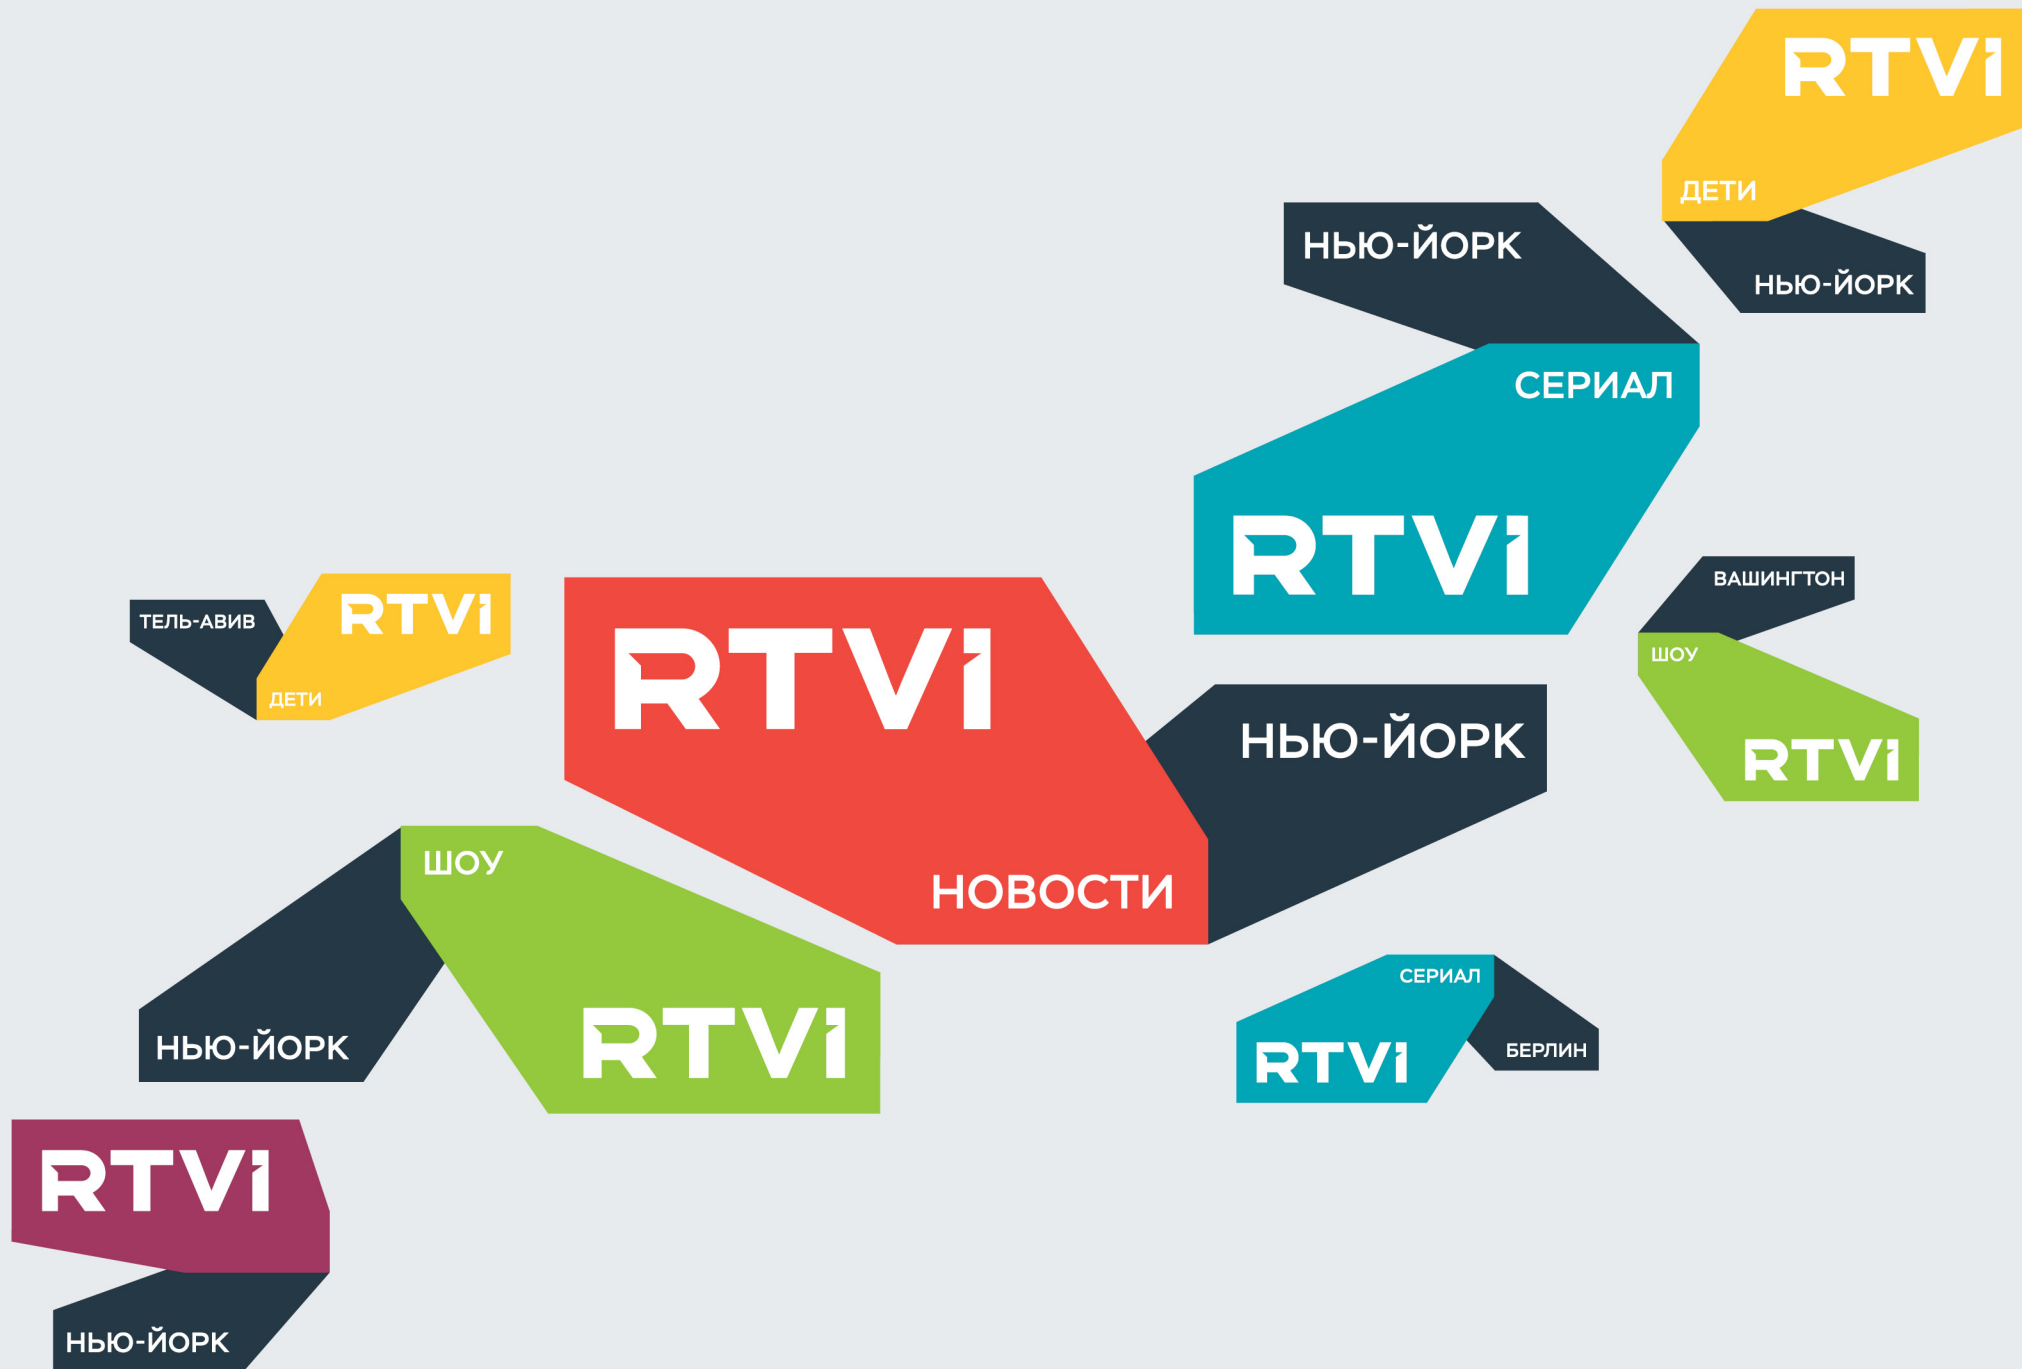 RTVi
ДЕТИ
НЬЮ-ЙОРК
НЬЮ-ЙОРК
СЕРИАЛ
RTVi
ВАШИНГТОН
ШОУ
RTVi
ТЕЛЬ-АВИВ
RTVi
ДЕТИ
RTVi
НЬЮ-ЙОРК
НОВОСТИ
ШОУ
НЬЮ-ЙОРК
RTVi
СЕРИАЛ
RTVi
БЕРЛИН
RTVi
НЬЮ-ЙОРК